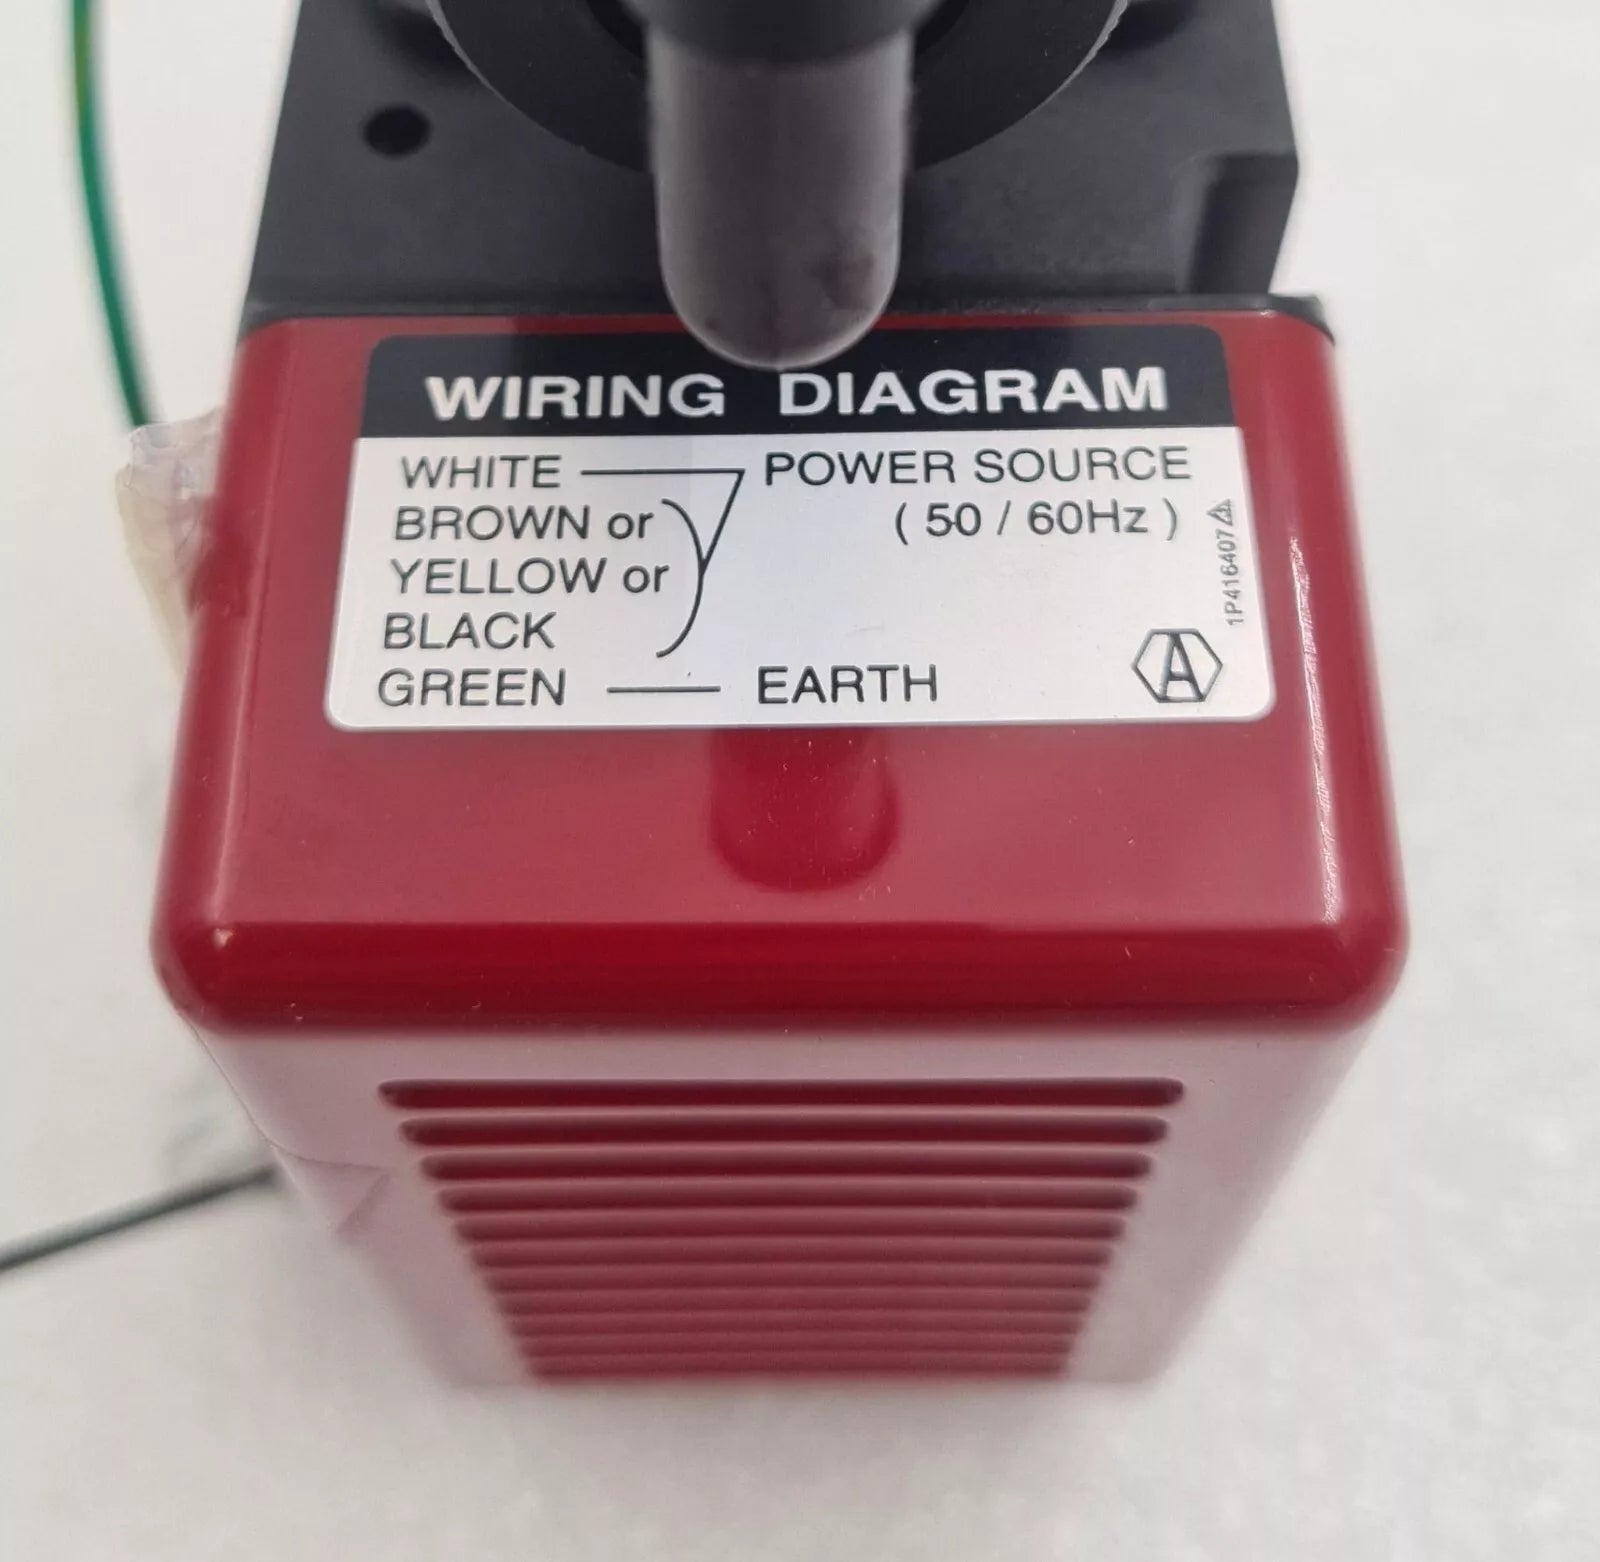 WIRING DIAGRAM
WHITE POWER SOURCE
BROWN or ( 50 / 60Hz )
YELLOW or
BLACK
GREEN EARTH
1P416407
A